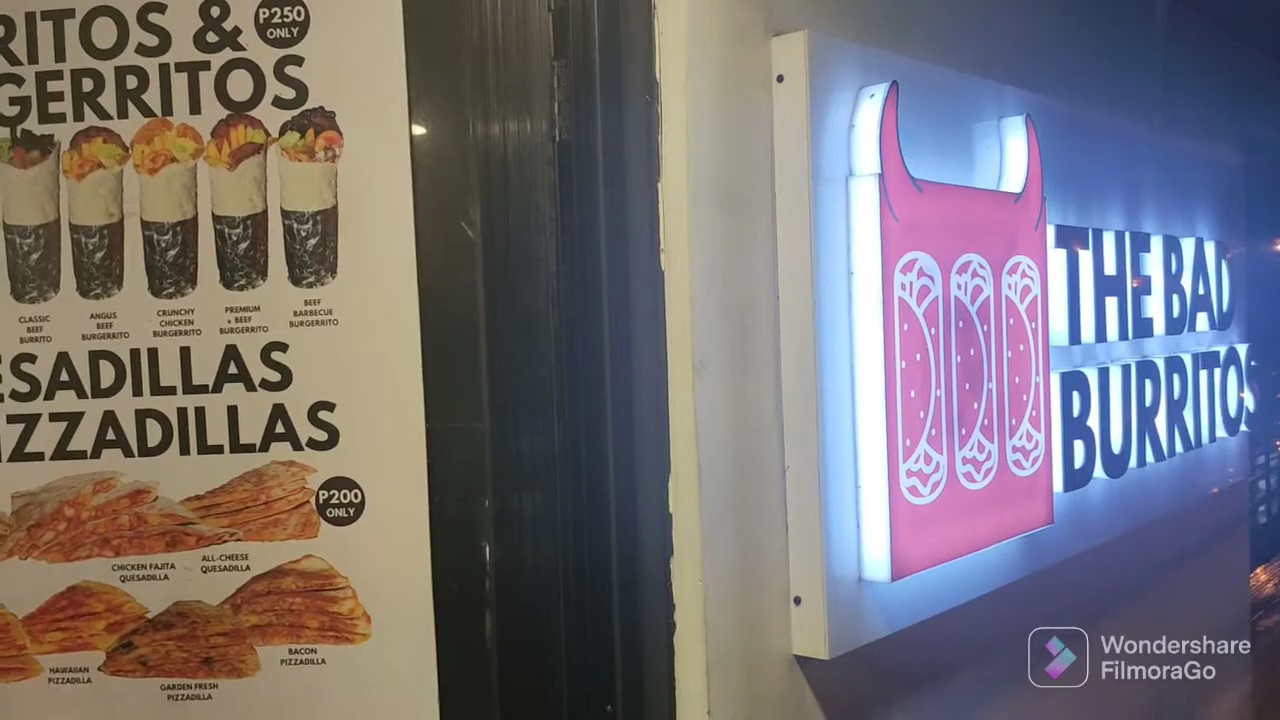 RITOS &
GERRITOS
P250
ONLY
CLASSIC
BEEF
BURRITO
ANGUS
BEEF
BURGERRITO
CRUNCHY
CHICKEN
BURGERRITO
PREMIUM
+ BEEF
BURGERRITO
BEEF
BARBECUE
BURGERRITO
ESADILLAS
IZZADILLAS
P200
ONLY
CHICKEN FAJITA
QUESADILLA
ALL-CHEESE
QUESADILLA
HAWAIIAN
PIZZADILLA
GARDEN FRESH
PIZZADILLA
BACON
PIZZADILLA
THE BAD
BURRITOS
Wondershare
FilmoraGo